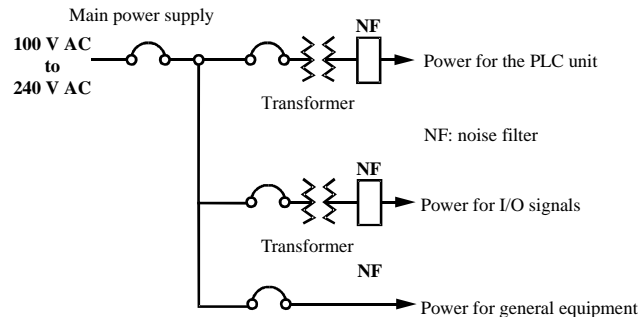 Main power supply
100 V AC
to
240 V AC
NF
Power for the PLC unit
Transformer
NF: noise filter
NF
Power for I/O signals
Transformer
NF
Power for general equipment